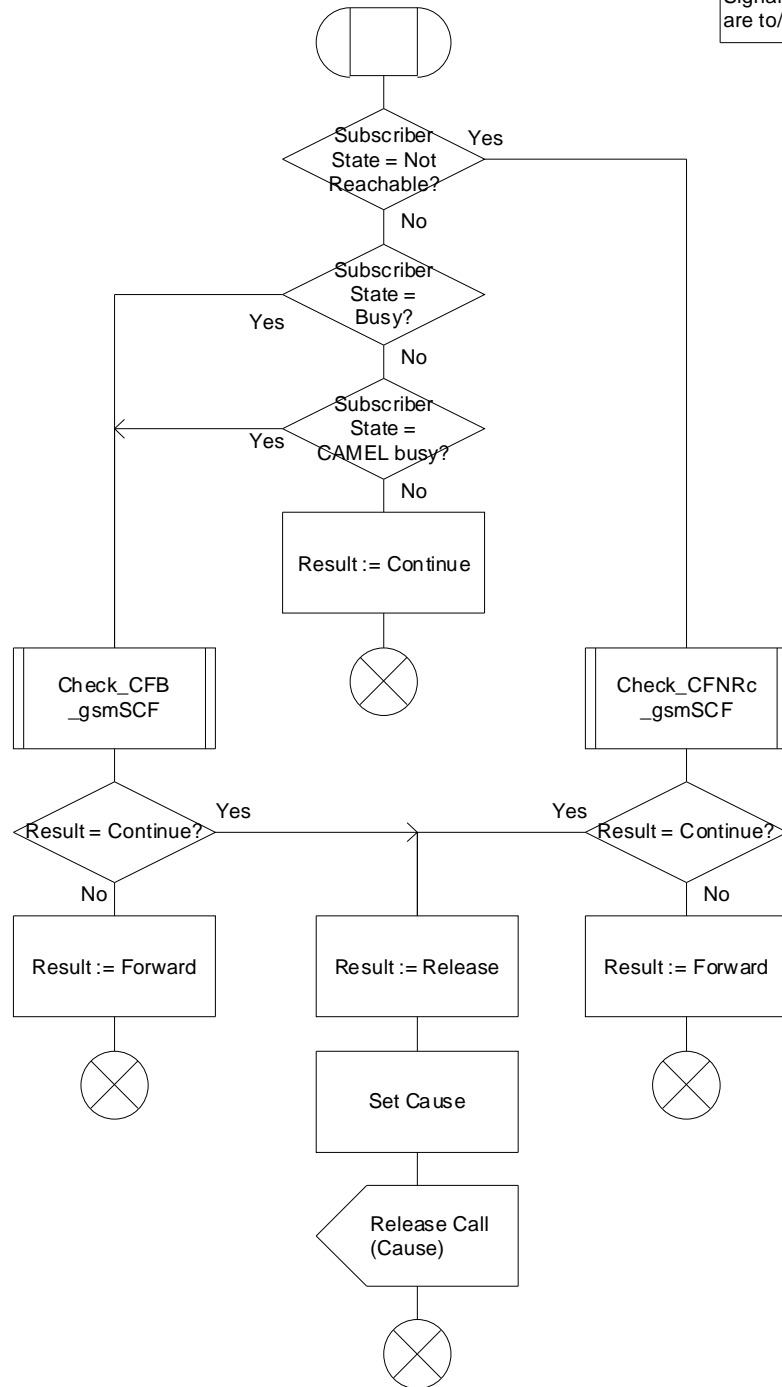 Signal
are to/
Subscriber
State = Not
Reachable?
Yes
No
Subscriber
State =
Busy?
Yes
No
Subscriber
State =
CAMEL busy?
Yes
No
Result := Continue
Check_CFB
_gsmSCF
Check_CFNRc
_gsmSCF
Result = Continue?
Yes
No
Yes
Result = Continue?
No
Result := Forward
Result := Release
Result := Forward
Set Cause
Release Call
(Cause)